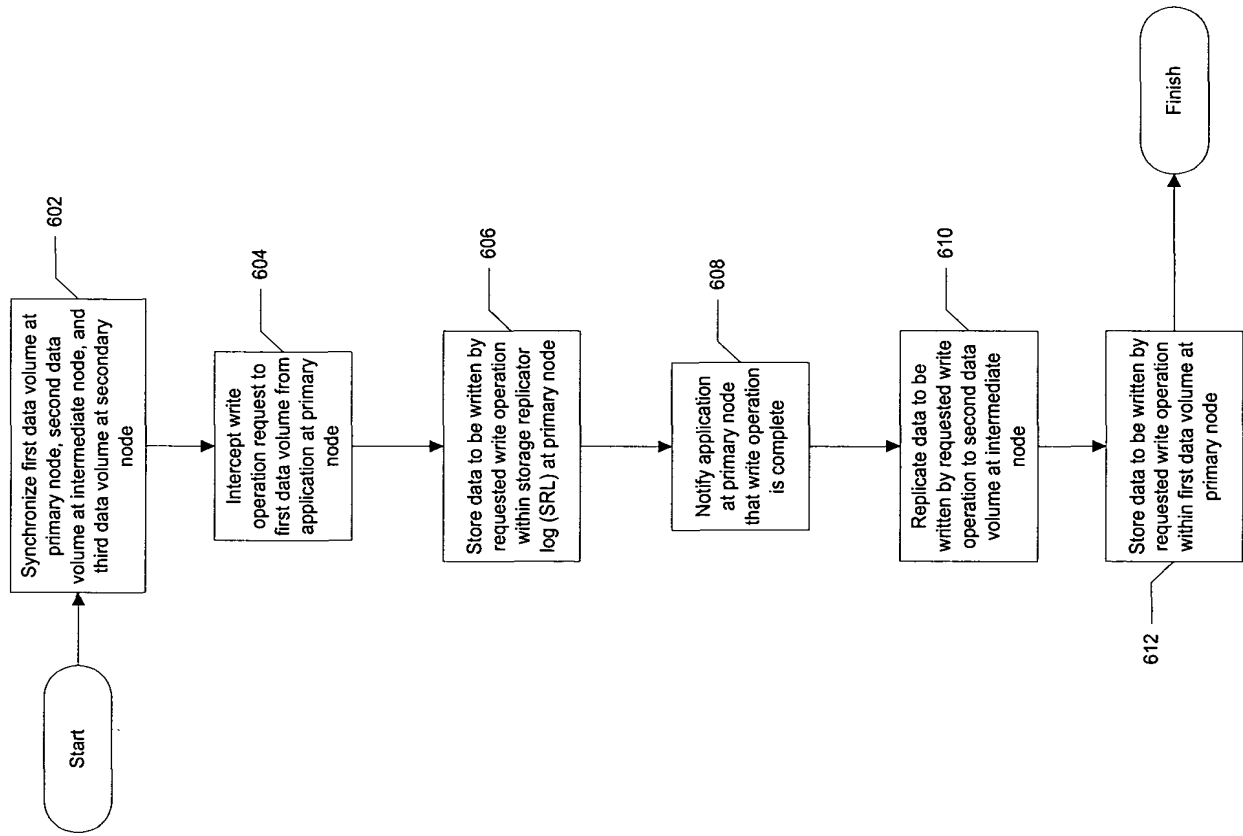 Start
Synchronize first data volume at
primary node, second data
volume at intermediate node, and
third data volume at secondary
node
602
Intercept write
operation request to
first data volume from
application at primary
node
604
Store data to be written by
requested write operation
within storage replicator
log (SRL) at primary node
606
Notify application
at primary node
that write operation
is complete
608
Replicate data to be
written by requested write
operation to second data
volume at intermediate
node
610
Store data to be written by
requested write operation
within first data volume at
primary node
612
Finish